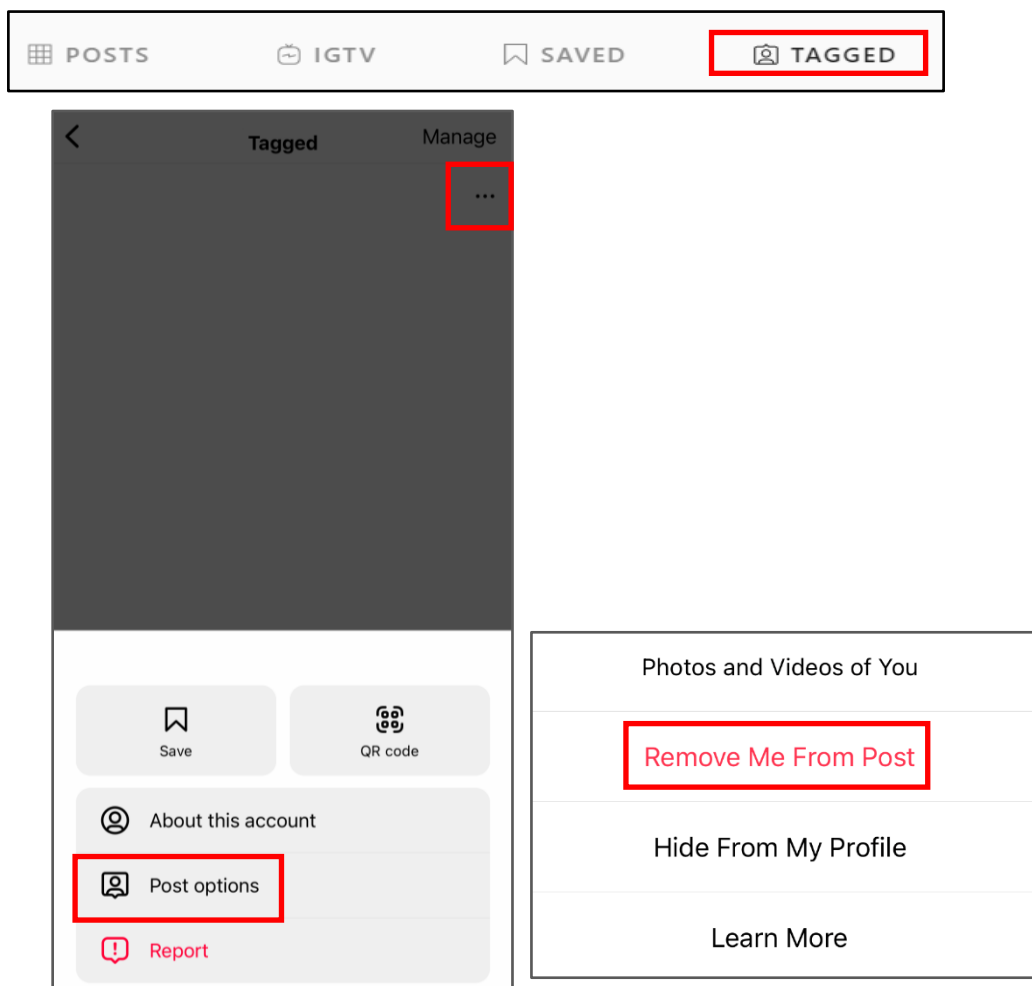 POSTS IGTV SAVED TAGGED
Tagged Manage
...
Save QR code
About this account
Post options
Report
Photos and Videos of You
Remove Me From Post
Hide From My Profile
Learn More